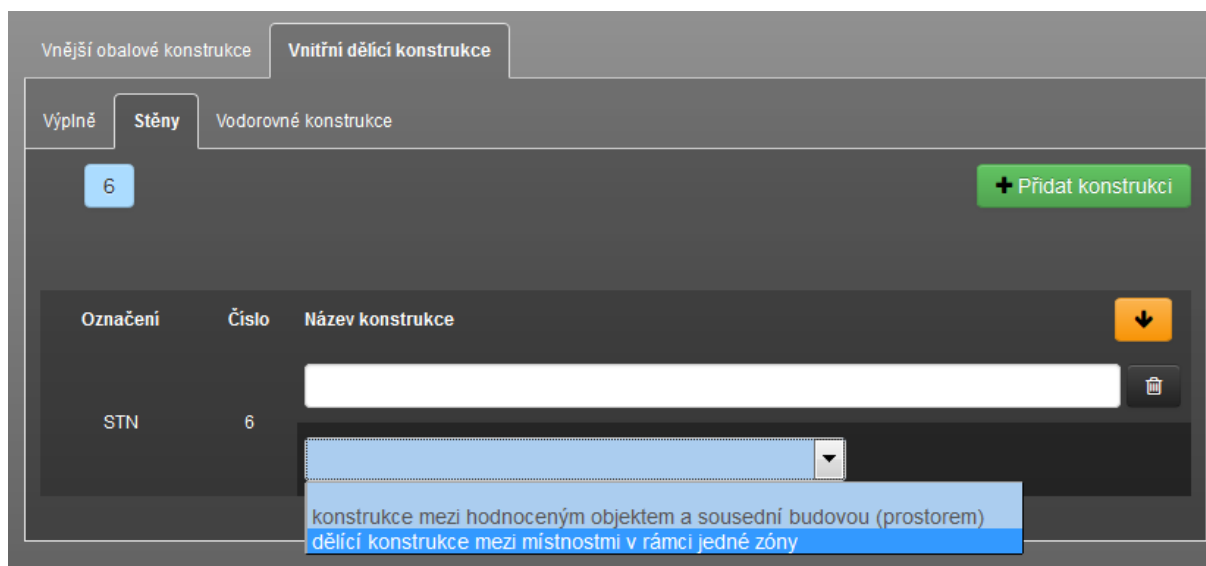 Vnější obalové konstrukce Vnitřní dělící konstrukce
Výplně Stěny Vodorovné konstrukce
6 Přidat konstrukci
Označení Číslo Název konstrukce
STN 6
konstrukce mezi hodnoceným objektem a sousední budovou (prostorem)
dělící konstrukce mezi místnostmi v rámci jedné zóny